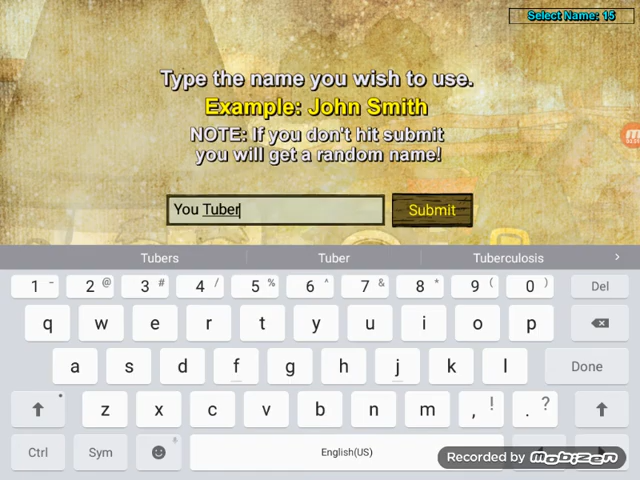 Select Name: 15
Type the name you wish to use.
Example: John Smith
NOTE: If you don't hit submit
you will get a random name!
You Tuber Submit
Tubers Tuber Tuberculosis >
1 - 2 @ 3 # 4 / 5 % 6 ^ 7 & 8 * 9 ( 0 ) Del
q w e r t y u i o p
a s d f g h j k l Done
z x c v b n m , ! . ?
Ctrl Sym English(US) Recorded by mobizen